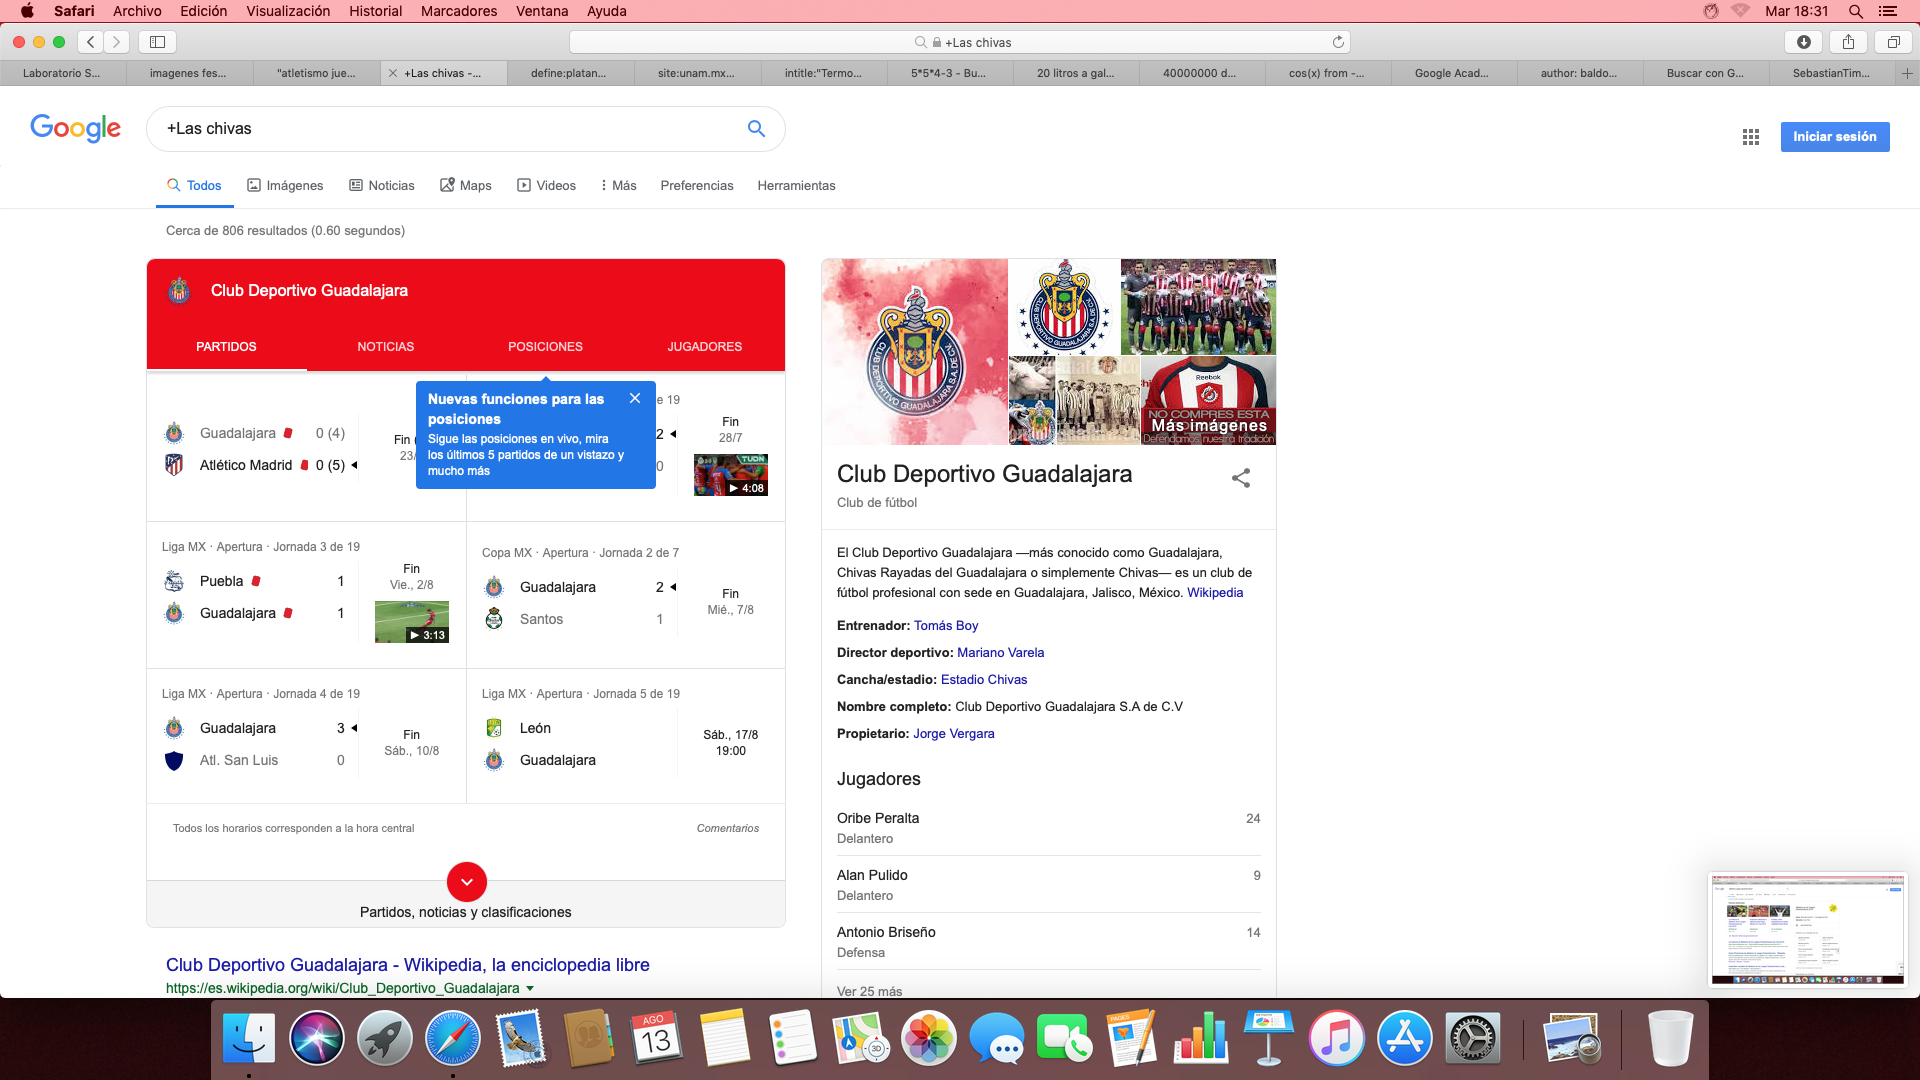 Safari Archivo Edición Visualización Historial Marcadores Ventana Ayuda Mar 18:31
+Las chivas
Laboratorio S... imagenes fes... "atletismo jue... +Las chivas -... define:platan... site:unam.mx... intitle:"Termo... 5*5*4-3 - Bu... 20 litros a gal... 40000000 d... cos(x) from -... Google Acad... author: baldo... Buscar con G... SebastianTim...
Google
+Las chivas
Iniciar sesión
Todos Imágenes Noticias Maps Videos Más Preferencias Herramientas
Cerca de 806 resultados (0.60 segundos)
Club Deportivo Guadalajara
PARTIDOS NOTICIAS POSICIONES JUGADORES
Nuevas funciones para las
posiciones
Sigue las posiciones en vivo, mira
los últimos 5 partidos de un vistazo y
mucho más
Guadalajara 0 (4)
Atlético Madrid 0 (5)
Fin (
23/
e 19
2
0
Fin
28/7
TUDN
4:08
Liga MX · Apertura · Jornada 3 de 19
Puebla 1
Guadalajara 1
Fin
Vie., 2/8
3:13
Copa MX · Apertura · Jornada 2 de 7
Guadalajara 2
Santos 1
Fin
Mié., 7/8
Liga MX · Apertura · Jornada 4 de 19
Guadalajara 3
Atl. San Luis 0
Fin
Sáb., 10/8
Liga MX · Apertura · Jornada 5 de 19
León
Guadalajara
Sáb., 17/8
19:00
Todos los horarios corresponden a la hora central
Comentarios
Partidos, noticias y clasificaciones
Club Deportivo Guadalajara - Wikipedia, la enciclopedia libre
https://es.wikipedia.org/wiki/Club_Deportivo_Guadalajara
CLUB DEPORTIVO GUADALAJARA S.A. DE C.V.
CLUB DEPORTIVO GUADALAJARA S.A. DE C.V.
Reebok
NO COMPRES ESTA
Más imágenes
Defendamos nuestra tradición
Club Deportivo Guadalajara
Club de fútbol
El Club Deportivo Guadalajara —más conocido como Guadalajara,
Chivas Rayadas del Guadalajara o simplemente Chivas— es un club de
fútbol profesional con sede en Guadalajara, Jalisco, México. Wikipedia
Entrenador: Tomás Boy
Director deportivo: Mariano Varela
Cancha/estadio: Estadio Chivas
Nombre completo: Club Deportivo Guadalajara S.A de C.V
Propietario: Jorge Vergara
Jugadores
Oribe Peralta 24
Delantero
Alan Pulido 9
Delantero
Antonio Briseño 14
Defensa
Ver 25 más
AGO
13
3D
PAGES